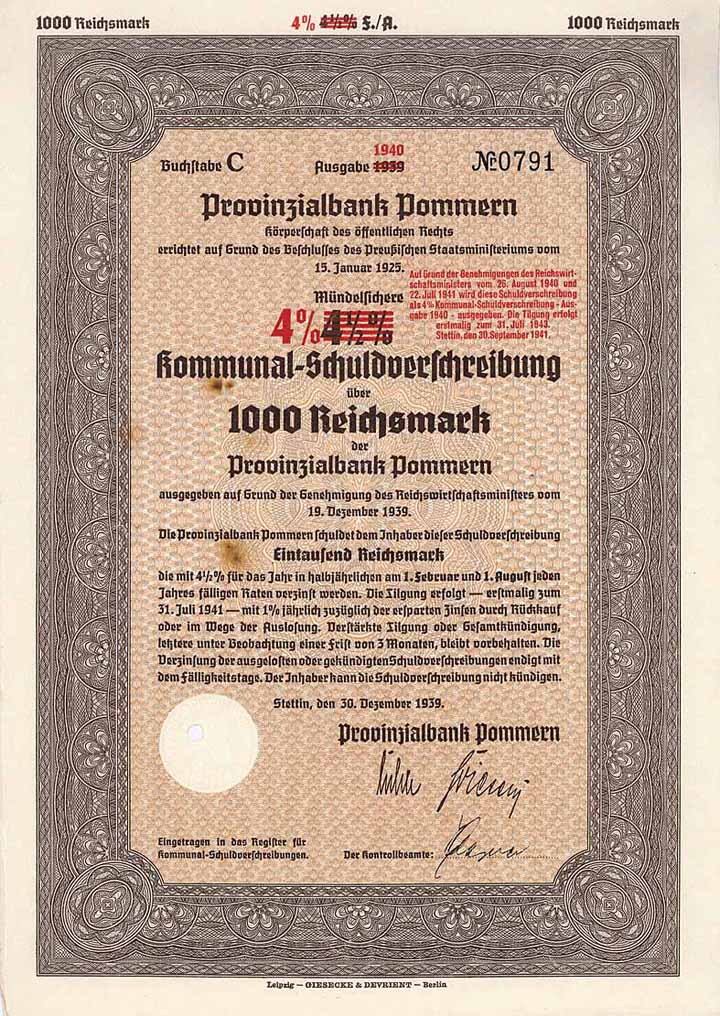 1000 Reichsmark 4% 4½% F./A. 1000 Reichsmark
Buchstabe C Ausgabe 1940 1939 № 0791
Provinzialbank Pommern
Körperschaft des öffentlichen Rechts
errichtet auf Grund des Beschlusses des Preußischen Staatsministeriums vom
15. Januar 1925.
Auf Grund der Genehmigungen des Reichswirt-
schaftsministers vom 26. August 1940 und
22. Juli 1941 wird diese Schuldverschreibung
als 4% Kommunal-Schuldverschreibung - Aus-
gabe 1940 - ausgegeben. Die Tilgung erfolgt
erstmalig zum 31. Juli 1943.
Stettin, den 30. September 1941.
Mündelsichere
4% 4½%
Kommunal-Schuldverschreibung
über
1000 Reichsmark
der
Provinzialbank Pommern
ausgegeben auf Grund der Genehmigung des Reichswirtschaftsministers vom
19. Dezember 1939.
Die Provinzialbank Pommern schuldet dem Inhaber dieser Schuldverschreibung
Eintausend Reichsmark
die mit 4½% für das Jahr in halbjährlichen am 1. Februar und 1. August jeden
Jahres fälligen Raten verzinst werden. Die Tilgung erfolgt — erstmalig zum
31. Juli 1941 — mit 1% jährlich zuzüglich der ersparten Zinsen durch Rückkauf
oder im Wege der Auslosung. Verstärkte Tilgung oder Gesamtkündigung,
letztere unter Beobachtung einer Frist von 3 Monaten, bleibt vorbehalten. Die
Verzinsung der ausgelosten oder gekündigten Schuldverschreibungen endigt mit
dem Fälligkeitstage. Der Inhaber kann die Schuldverschreibung nicht kündigen.
Stettin, den 30. Dezember 1939.
Provinzialbank Pommern
Eingetragen in das Register für
Kommunal-Schuldverschreibungen.
Der Kontrollbeamte:
Leipzig — GIESECKE & DEVRIENT — Berlin